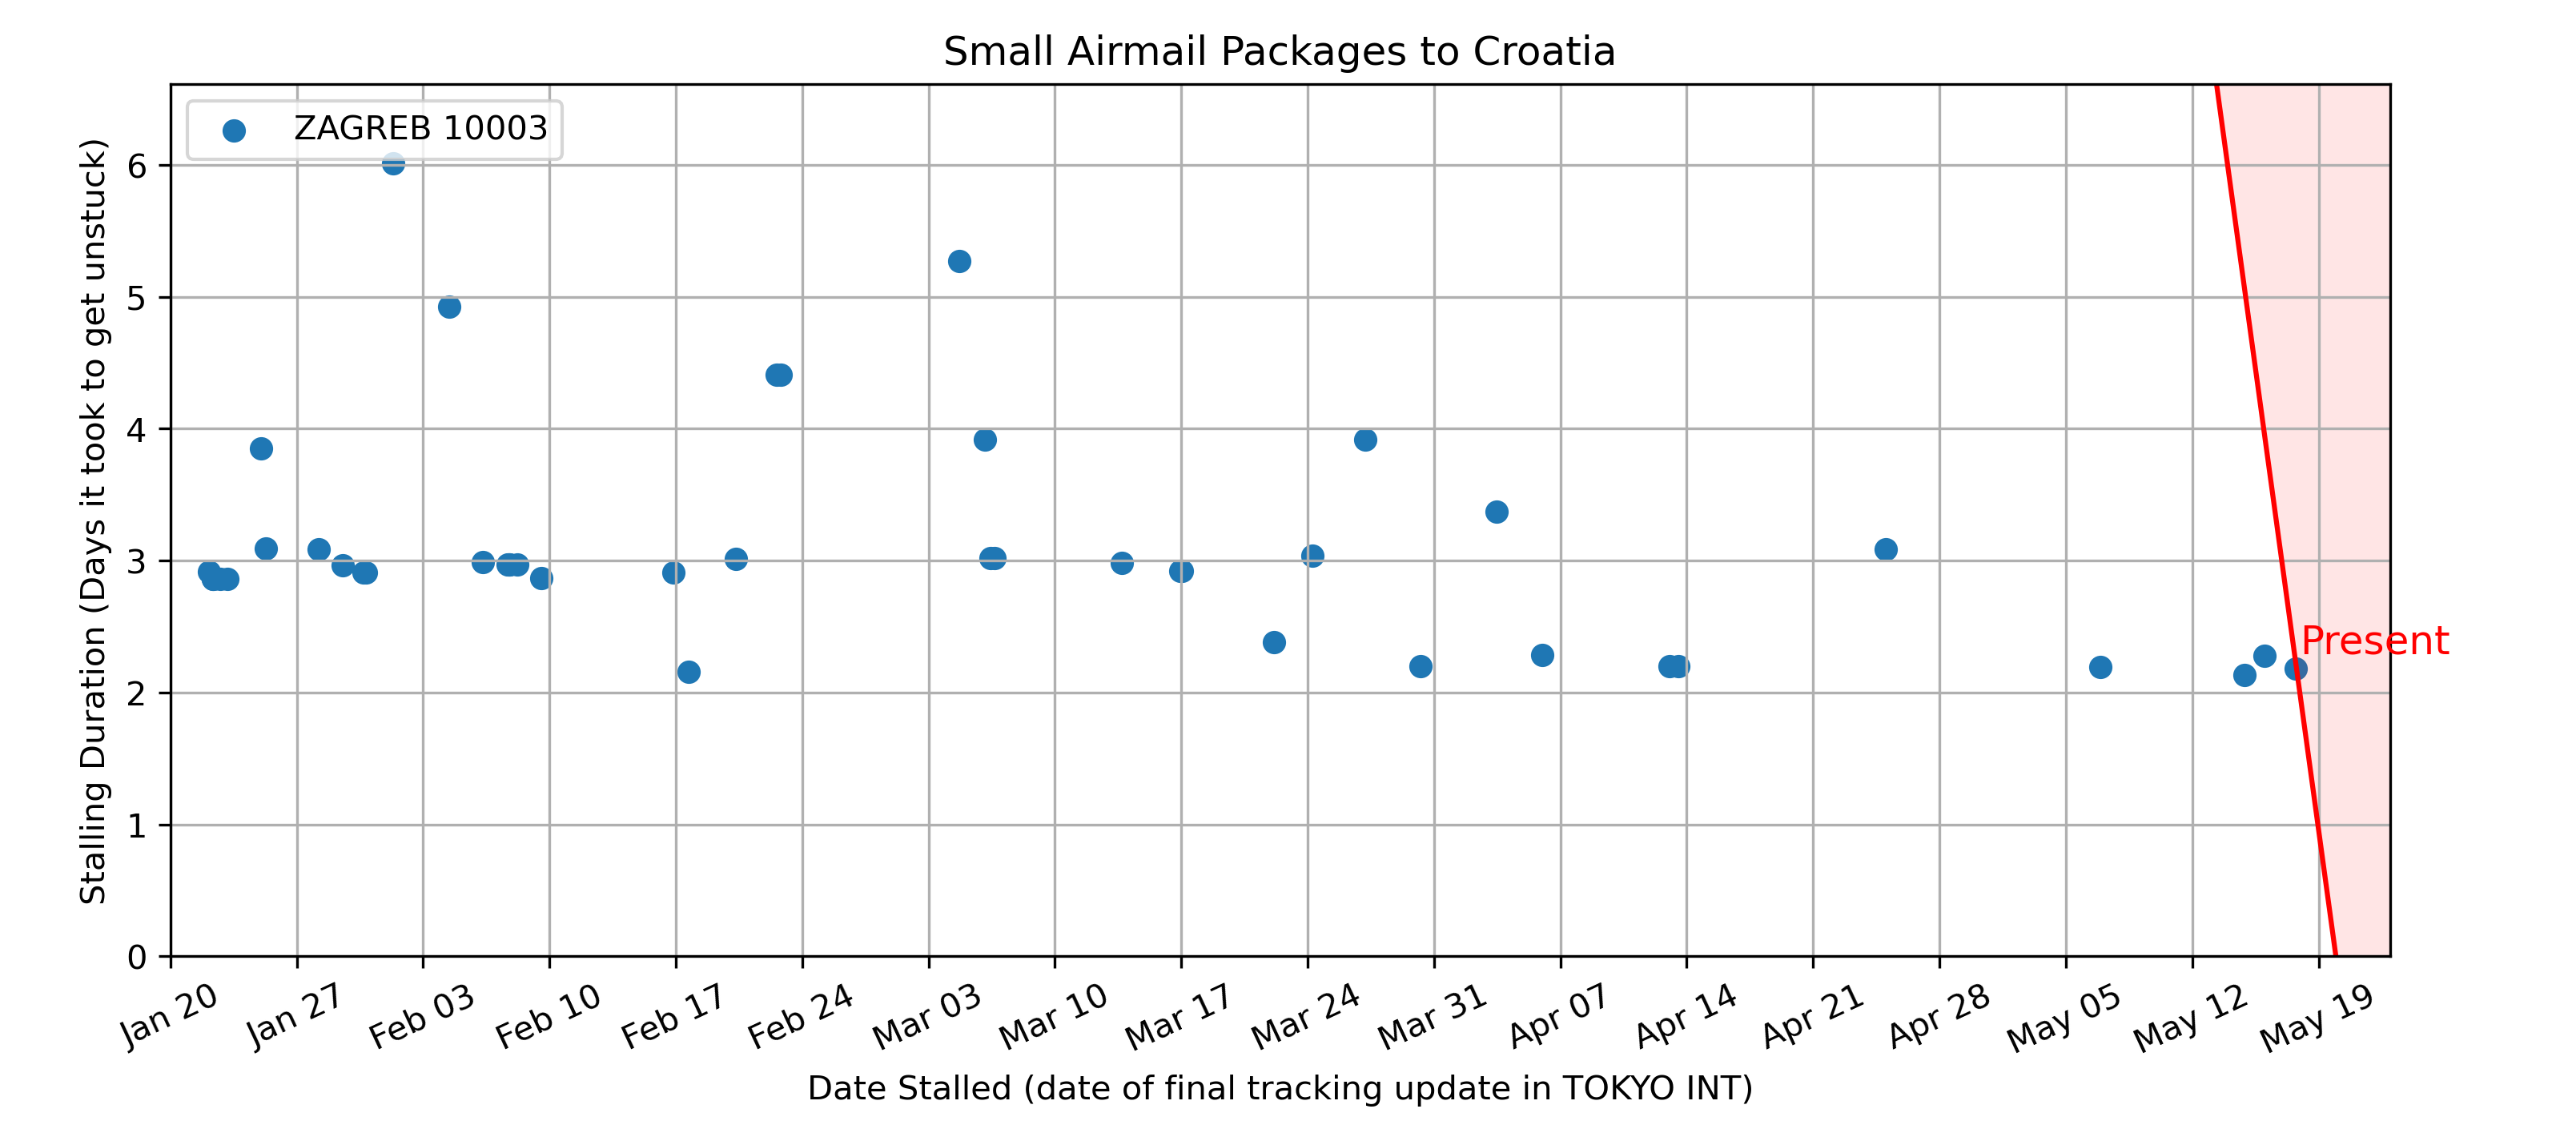 Small Airmail Packages to Croatia
ZAGREB 10003
Stalling Duration (Days it took to get unstuck)
6
5
4
3
2
1
0
Present
Jan 20 Jan 27 Feb 03 Feb 10 Feb 17 Feb 24 Mar 03 Mar 10 Mar 17 Mar 24 Mar 31 Apr 07 Apr 14 Apr 21 Apr 28 May 05 May 12 May 19
Date Stalled (date of final tracking update in TOKYO INT)